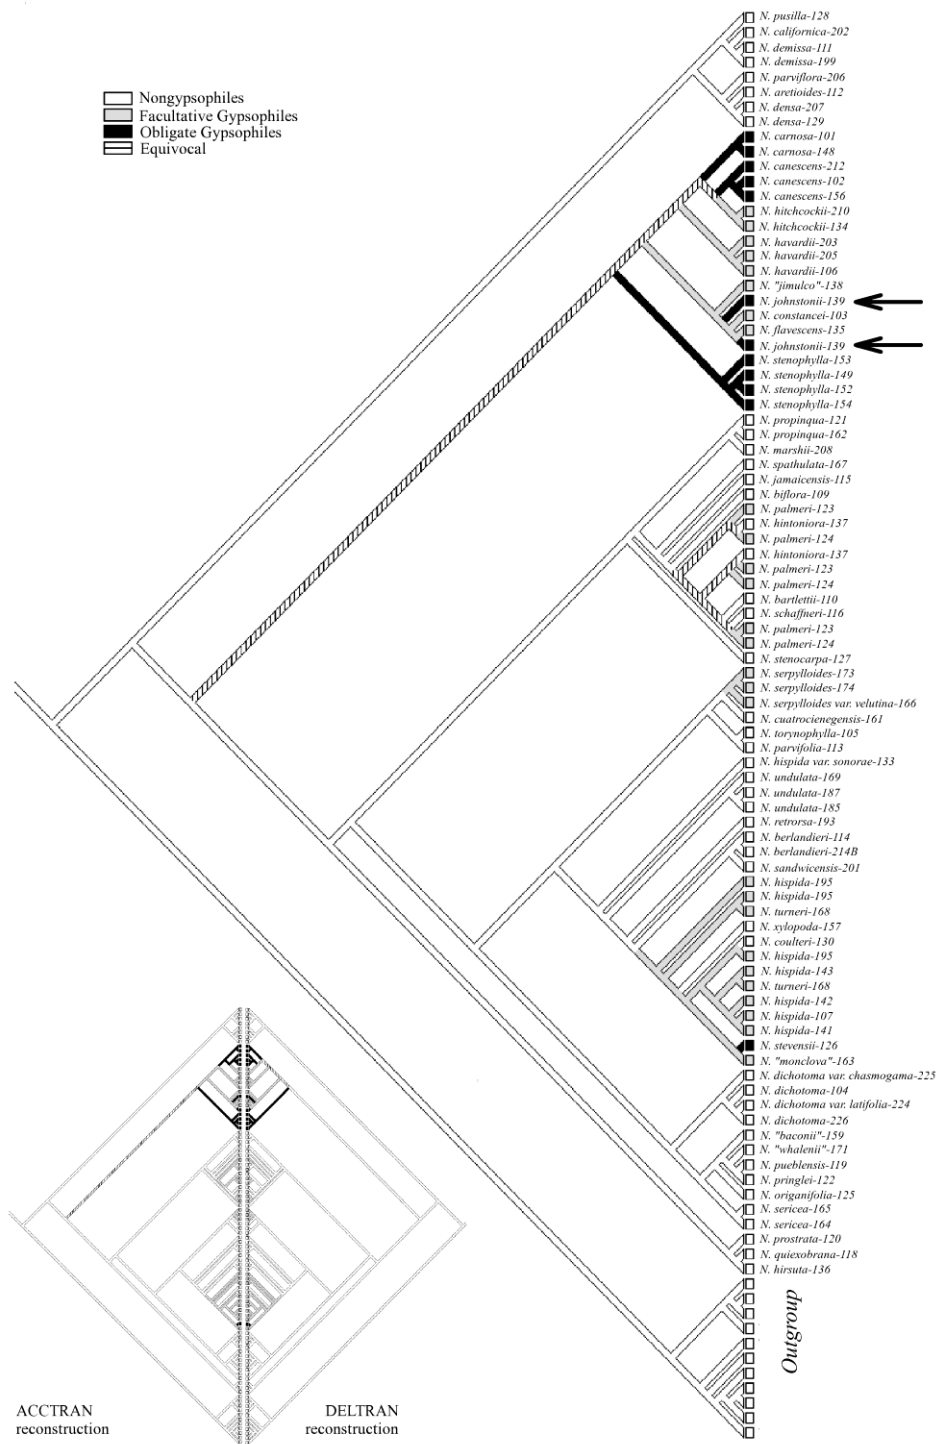 Nongypsophiles
Facultative Gypsophiles
Obligate Gypsophiles
Equivocal
N. pusilla-128
N. californica-202
N. demissa-111
N. demissa-199
N. parviflora-206
N. aretioides-112
N. densa-207
N. densa-129
N. carnosa-101
N. carnosa-148
N. canescens-212
N. canescens-102
N. canescens-156
N. hitchcockii-210
N. hitchcockii-134
N. havardii-203
N. havardii-205
N. havardii-106
N. "jimulco"-138
N. johnstonii-139
N. constancei-103
N. flavescens-135
N. johnstonii-139
N. stenophylla-153
N. stenophylla-149
N. stenophylla-152
N. stenophylla-154
N. propinqua-121
N. propinqua-162
N. marshii-208
N. spathulata-167
N. jamaicensis-115
N. biflora-109
N. palmeri-123
N. hintoniora-137
N. palmeri-124
N. hintoniora-137
N. palmeri-123
N. palmeri-124
N. bartlettii-110
N. schaffneri-116
N. palmeri-123
N. palmeri-124
N. stenocarpa-127
N. serpylloides-173
N. serpylloides-174
N. serpylloides var. velutina-166
N. cuatrocienegensis-161
N. torynophylla-105
N. parvifolia-113
N. hispida var. sonorae-133
N. undulata-169
N. undulata-187
N. undulata-185
N. retrorsa-193
N. berlandieri-114
N. berlandieri-214B
N. sandwicensis-201
N. hispida-195
N. hispida-195
N. turneri-168
N. xylopoda-157
N. coulteri-130
N. hispida-195
N. hispida-143
N. turneri-168
N. hispida-142
N. hispida-107
N. hispida-141
N. stevensii-126
N. "monclova"-163
N. dichotoma var. chasmogama-225
N. dichotoma-104
N. dichotoma var. latifolia-224
N. dichotoma-226
N. "baconii"-159
N. "whalenii"-171
N. pueblensis-119
N. pringlei-122
N. origanifolia-125
N. sericea-165
N. sericea-164
N. prostrata-120
N. quiexobrana-118
N. hirsuta-136
Outgroup
ACCTRAN
reconstruction
DELTRAN
reconstruction